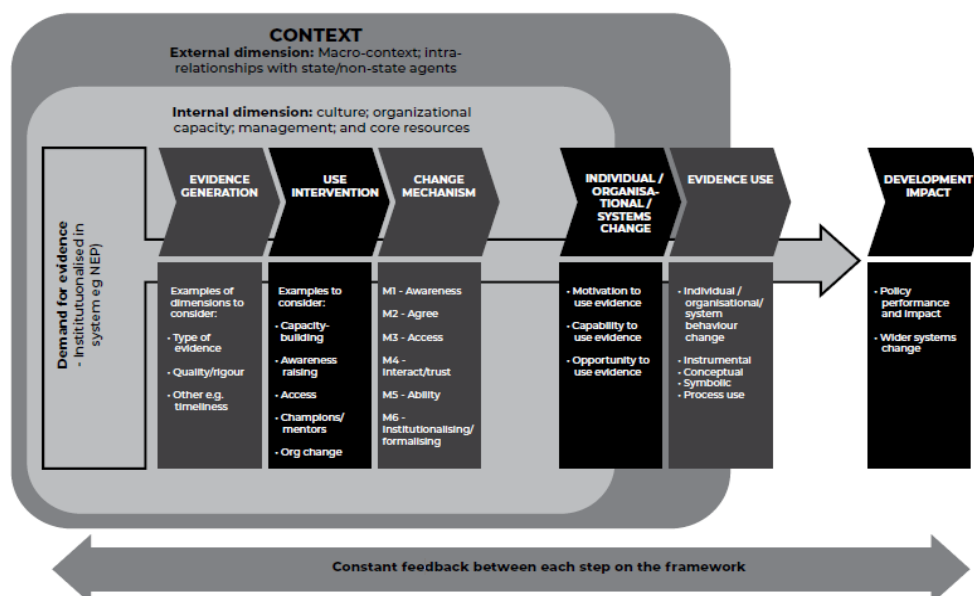 CONTEXT
External dimension: Macro-context; intra-
relationships with state/non-state agents
Internal dimension: culture; organizational
capacity; management; and core resources
Demand for evidence
- Instititutuonalised in
system eg NEP)
EVIDENCE
GENERATION
Examples of
dimensions to
consider:
• Type of
evidence
• Quality/rigour
• Other e.g.
timeliness
USE
INTERVENTION
Examples to
consider:
• Capacity-
building
• Awareness
raising
• Access
• Champions/
mentors
• Org change
CHANGE
MECHANISM
M1 - Awareness
M2 - Agree
M3 - Access
M4 -
Interact/trust
M5 - Ability
M6 -
Institutionalising/
formalising
INDIVIDUAL /
ORGANISA-
TIONAL /
SYSTEMS
CHANGE
• Motivation to
use evidence
• Capability to
use evidence
• Opportunity to
use evidence
EVIDENCE USE
• Individual /
organisational/
system
behaviour
change
• Instrumental
• Conceptual
• Symbolic
• Process use
DEVELOPMENT
IMPACT
• Policy
performance
and impact
• Wider systems
change
Constant feedback between each step on the framework